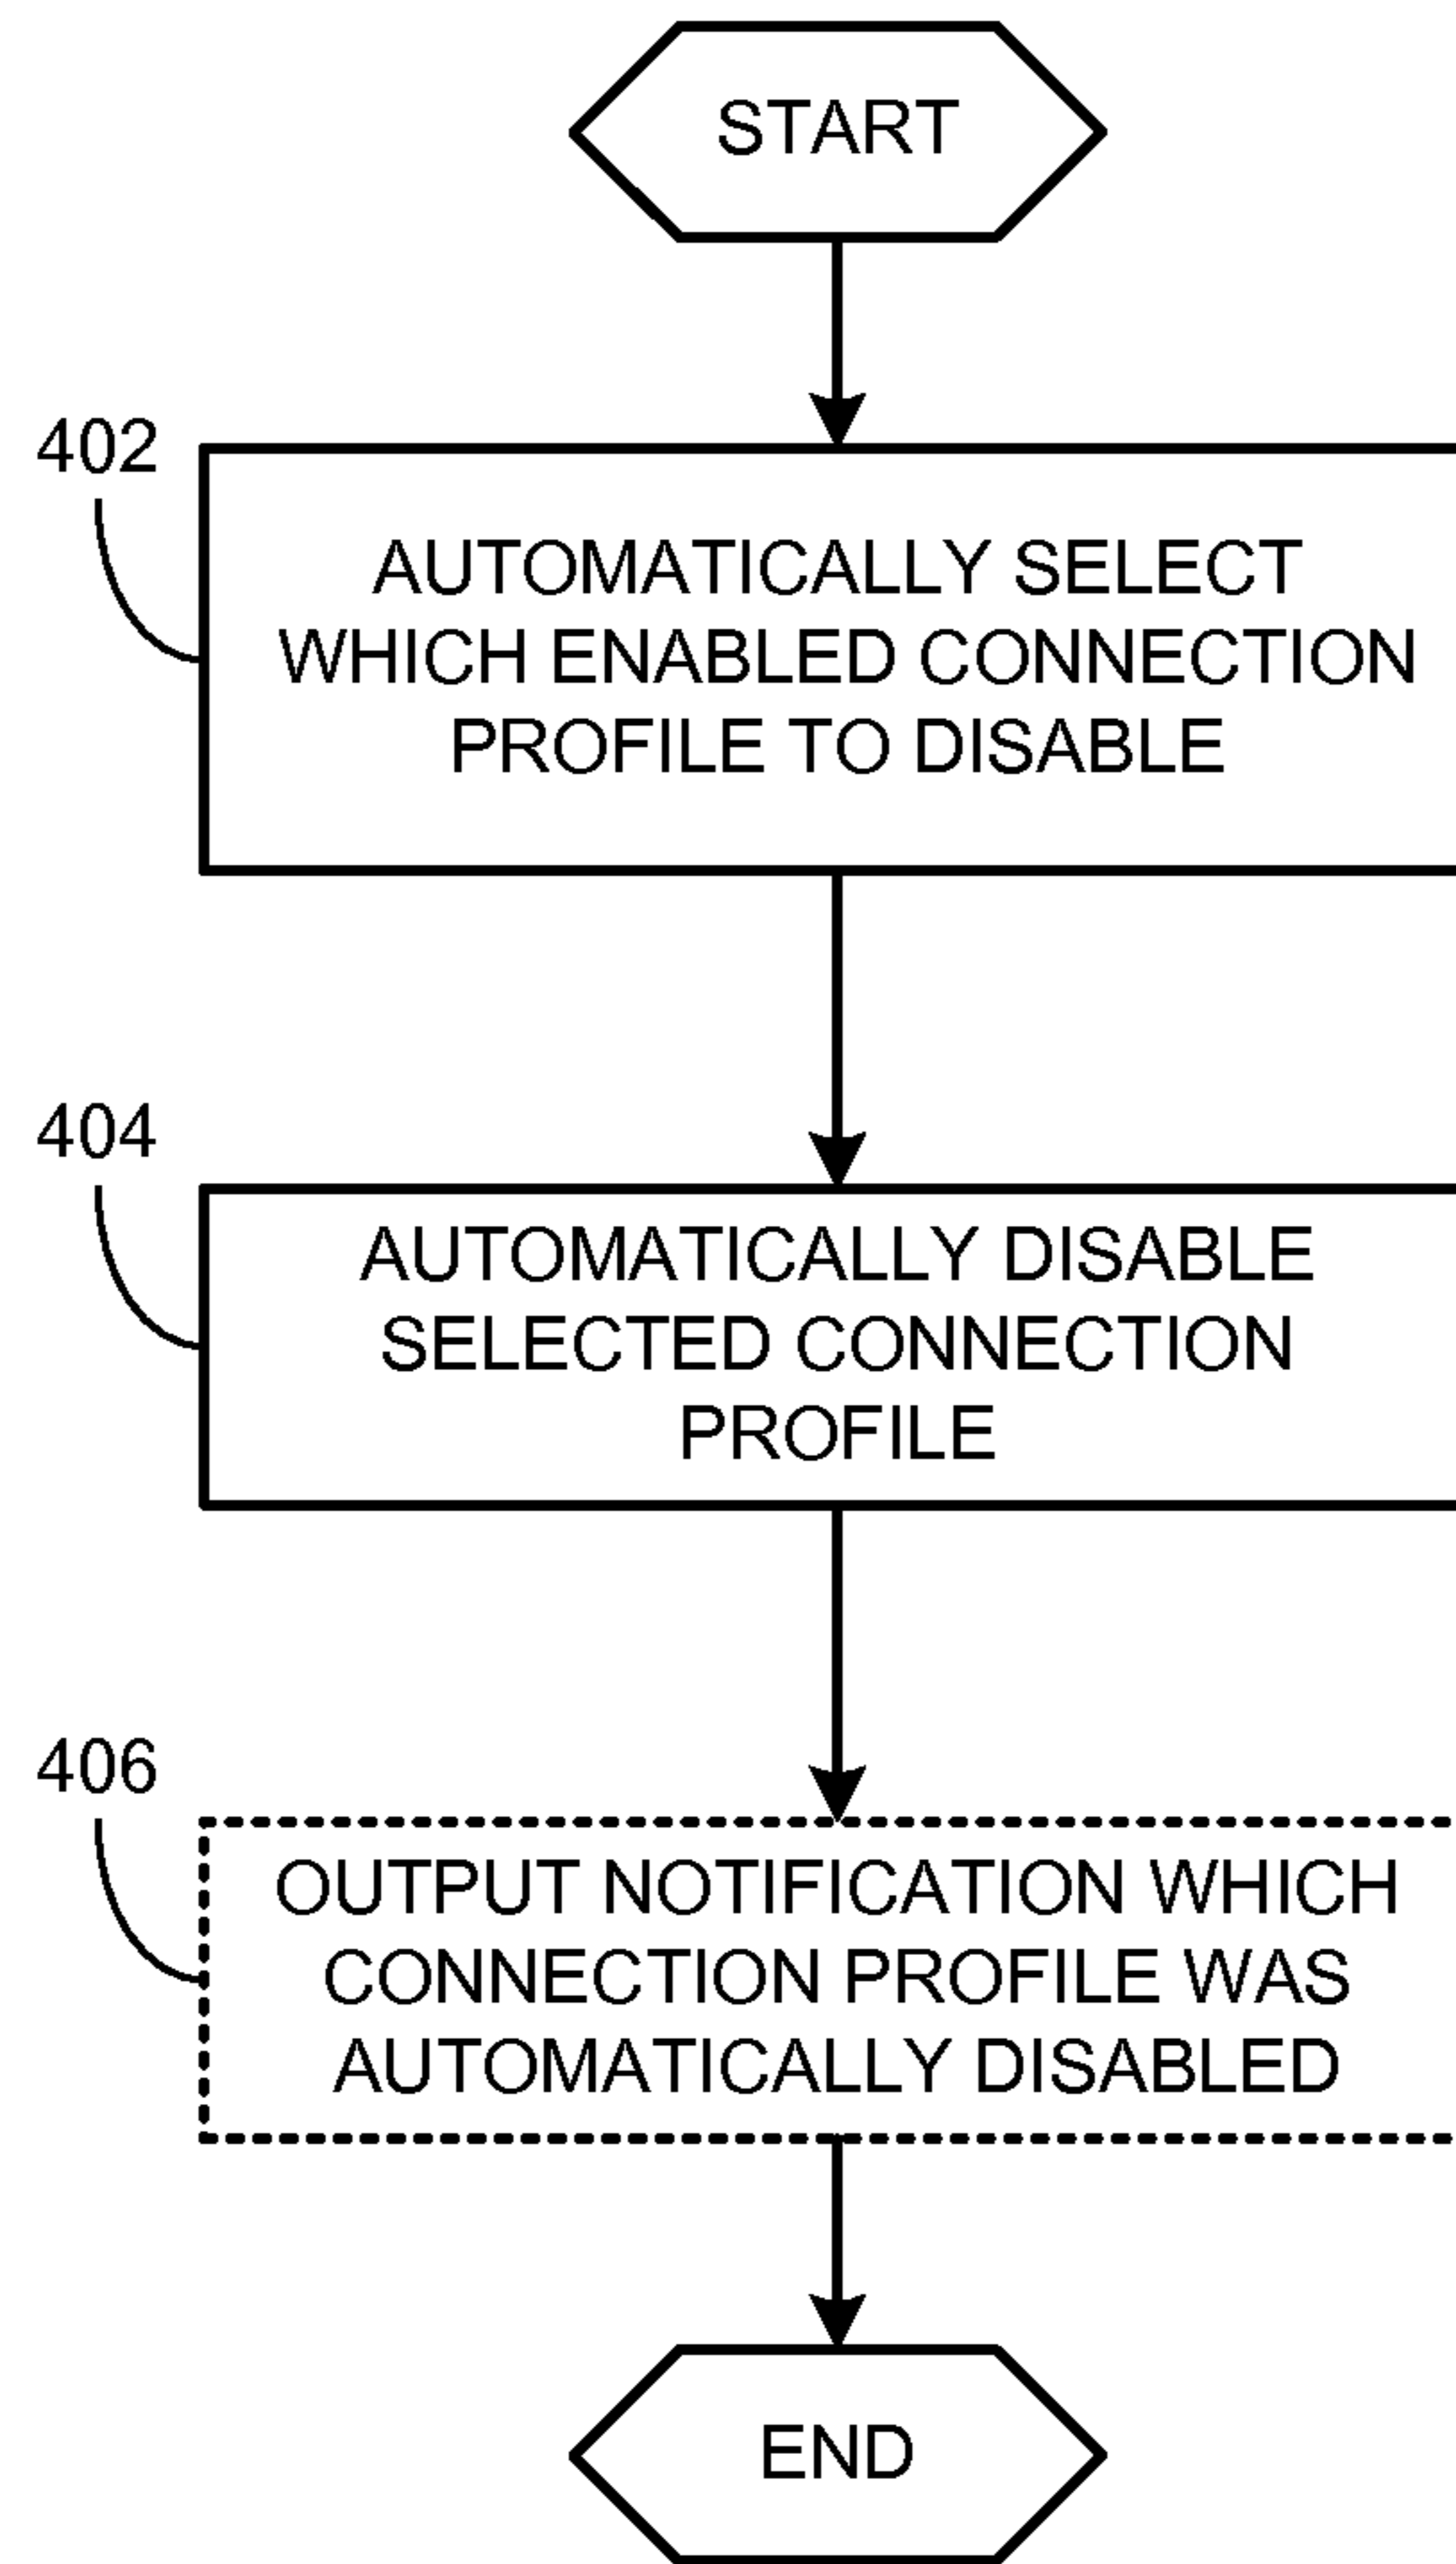 START
402
AUTOMATICALLY SELECT
WHICH ENABLED CONNECTION
PROFILE TO DISABLE
404
AUTOMATICALLY DISABLE
SELECTED CONNECTION
PROFILE
406
OUTPUT NOTIFICATION WHICH
CONNECTION PROFILE WAS
AUTOMATICALLY DISABLED
END